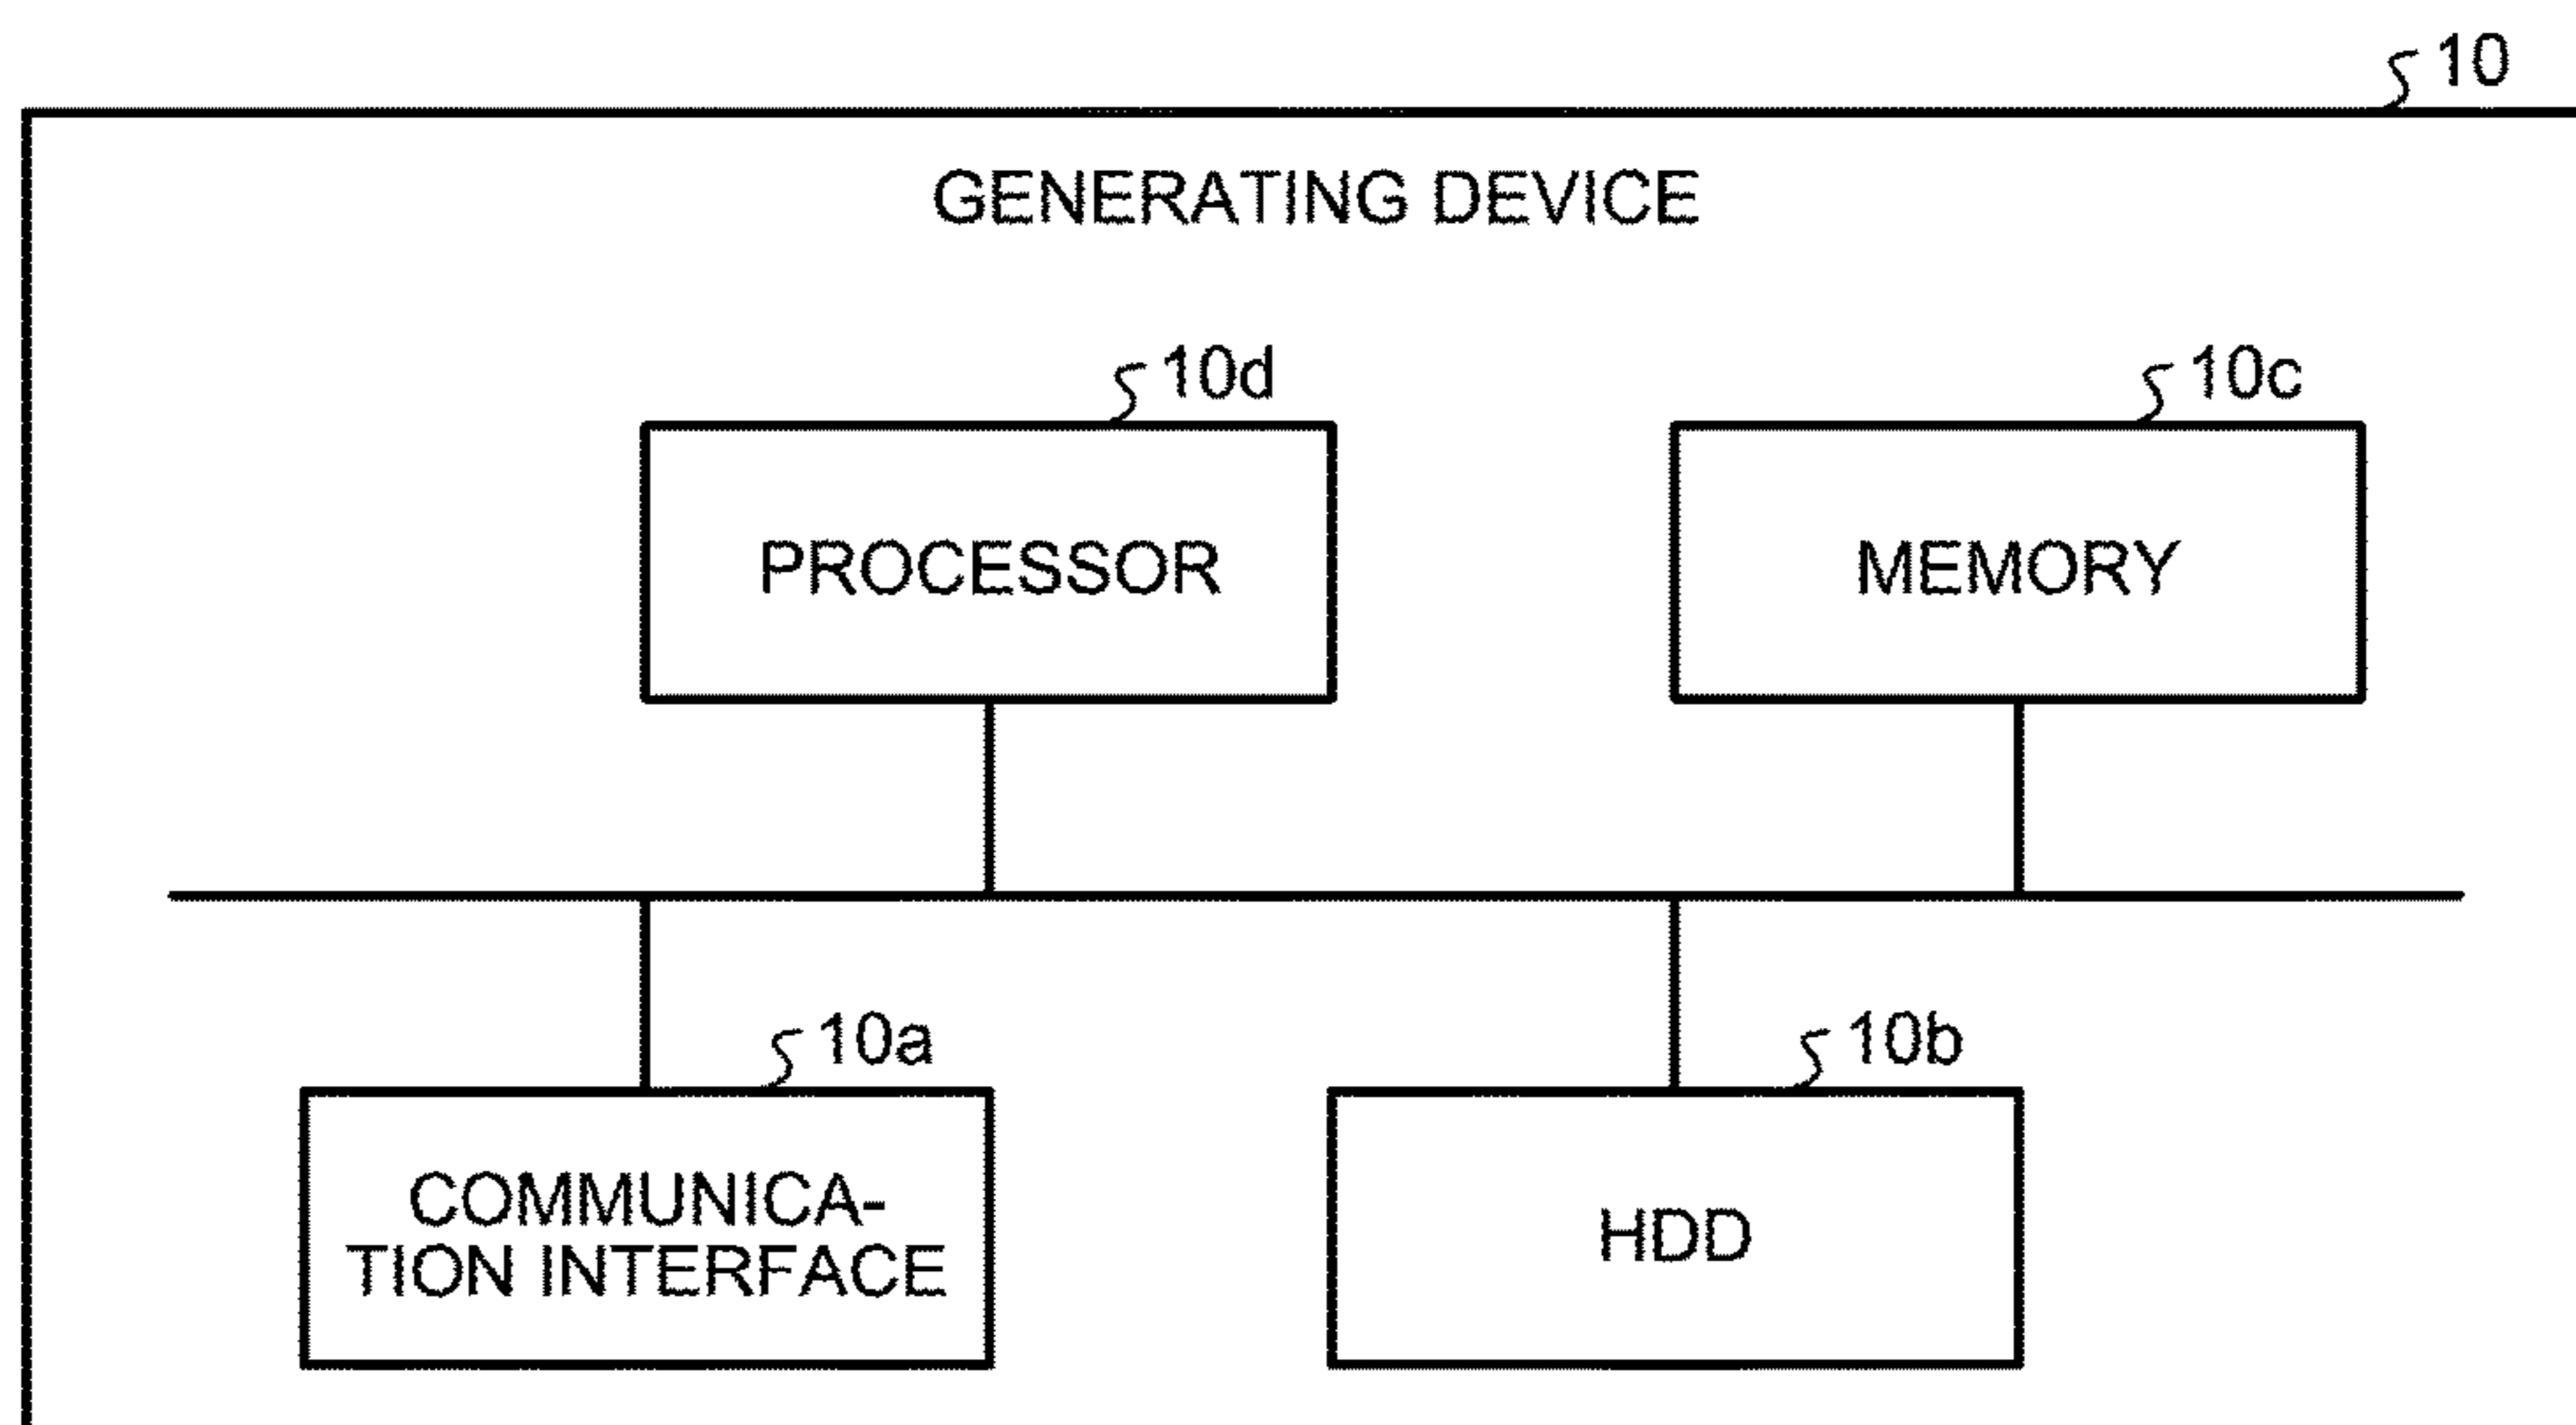 10
GENERATING DEVICE
10d
10c
PROCESSOR
MEMORY
10a
10b
COMMUNICA-
TION INTERFACE
HDD